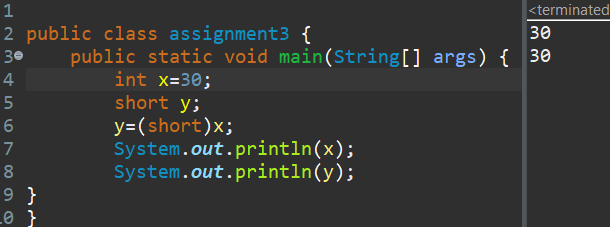 1
2 public class assignment3 {
3 public static void main(String[] args) {
4 int x=30;
5 short y;
6 y=(short)x;
7 System.out.println(x);
8 System.out.println(y);
9 }
10 }
<terminated
30
30